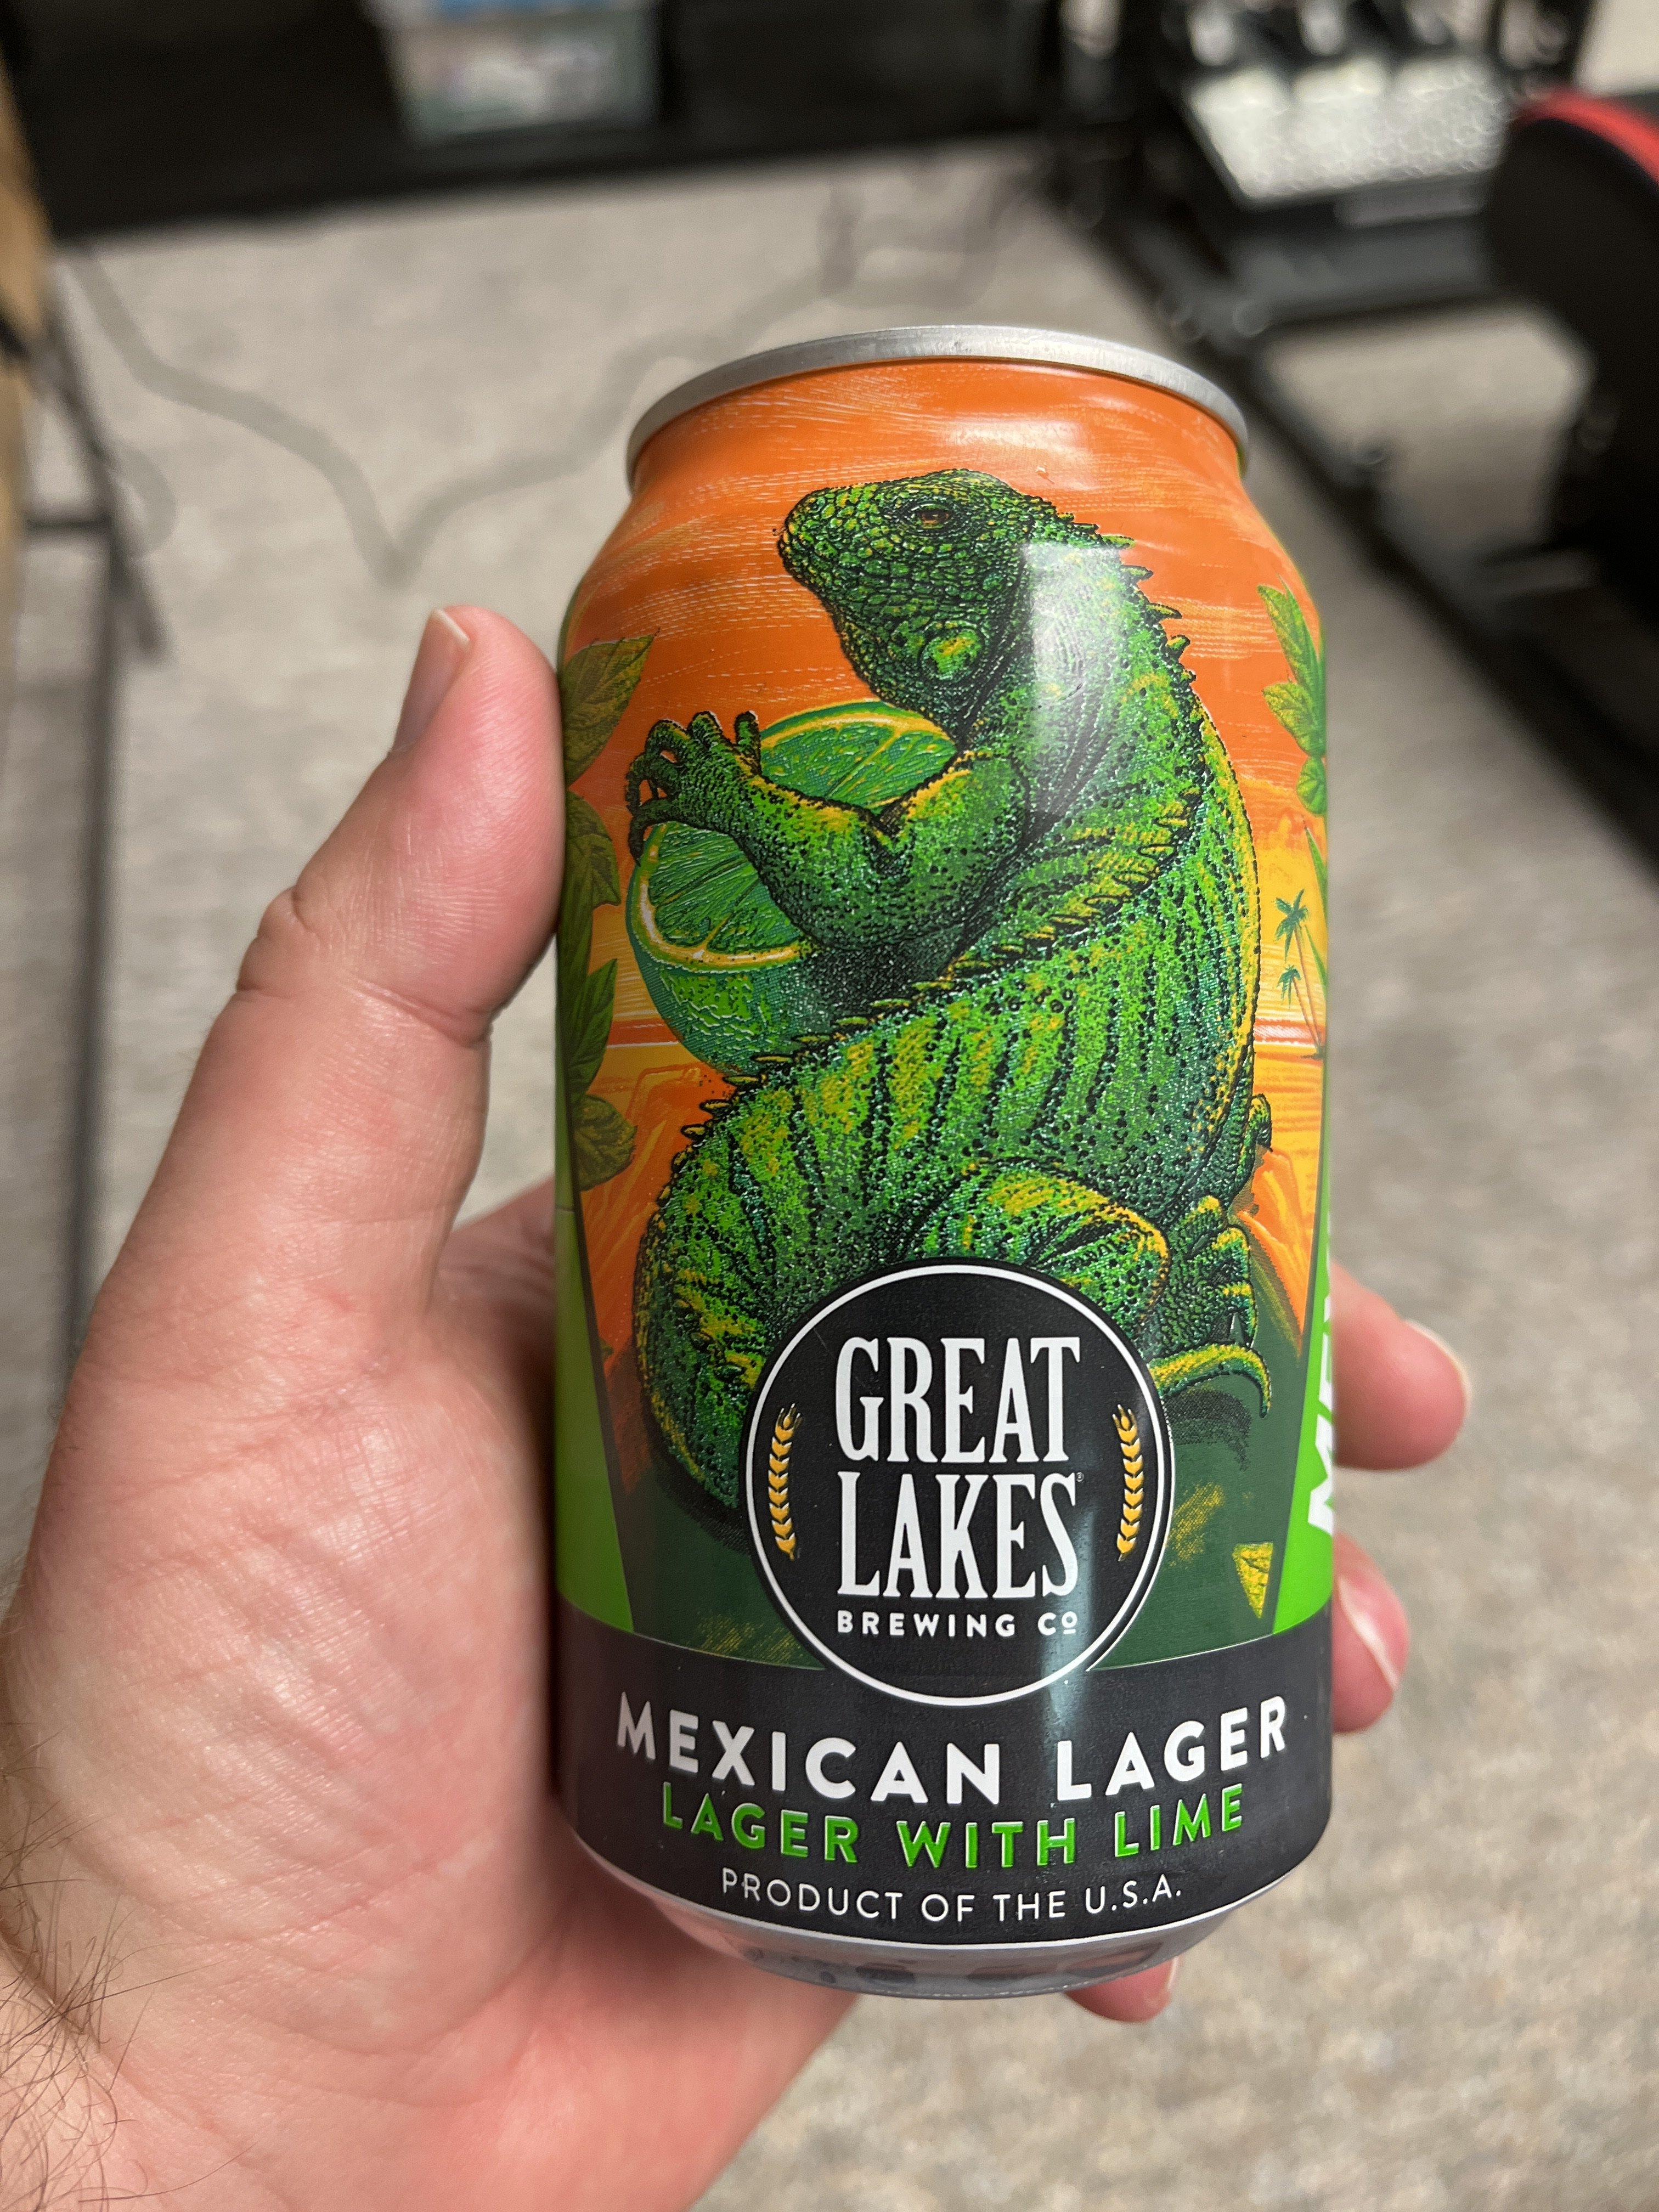 GREAT
LAKES®
BREWING Cº
MEXICAN LAGER
LAGER WITH LIME
PRODUCT OF THE U.S.A.